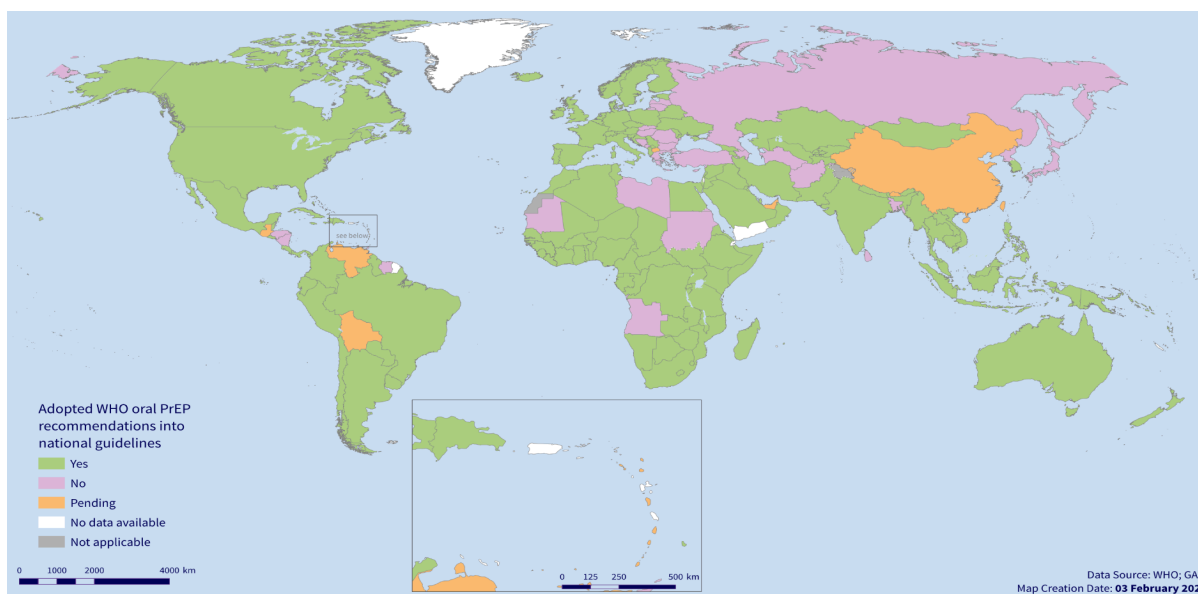 see below
Adopted WHO oral PrEP
recommendations into
national guidelines
Yes
No
Pending
No data available
Not applicable
0 1000 2000 4000 km
0 125 250 500 km
Data Source: WHO; GA
Map Creation Date: 03 February 202